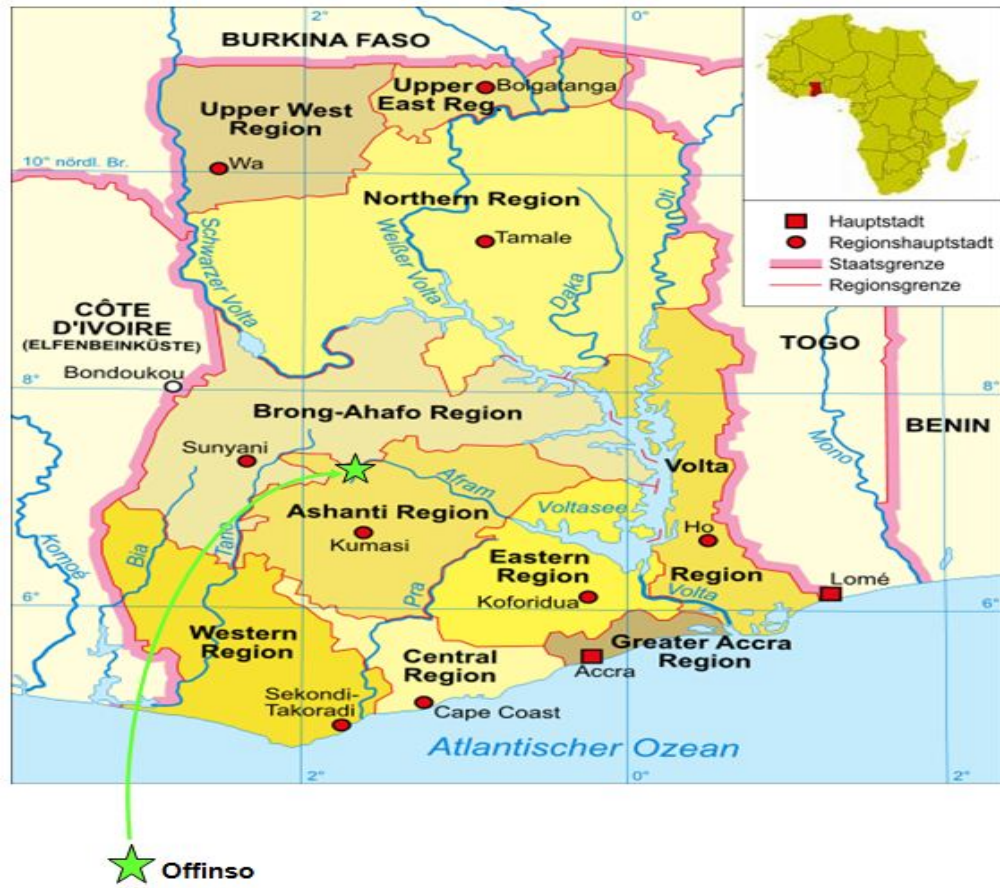 2°
0°
BURKINA FASO
Upper
East Reg.
Bolgatanga
Upper West
Region
10° nördl. Br.
Wa
Northern Region
Tamale
Oti
Schwarzer Volta
Weißer Volta
Daka
Hauptstadt
Regionshauptstadt
Staatsgrenze
Regionsgrenze
CÔTE
D'IVOIRE
(ELFENBEINKÜSTE)
Bondoukou
TOGO
8°
8°
Brong-Ahafo Region
BENIN
Sunyani
Mono
Volta
Afram
Voltasee
Ashanti Region
Kumasi
Ho
Komoé
Bia
Tano
Eastern
Region
Region
Koforidua
Pra
Volta
Lomé
6°
6°
Western
Region
Greater Accra
Region
Central
Region
Accra
Sekondi-
Takoradi
Cape Coast
Atlantischer Ozean
2°
0°
2°
Offinso